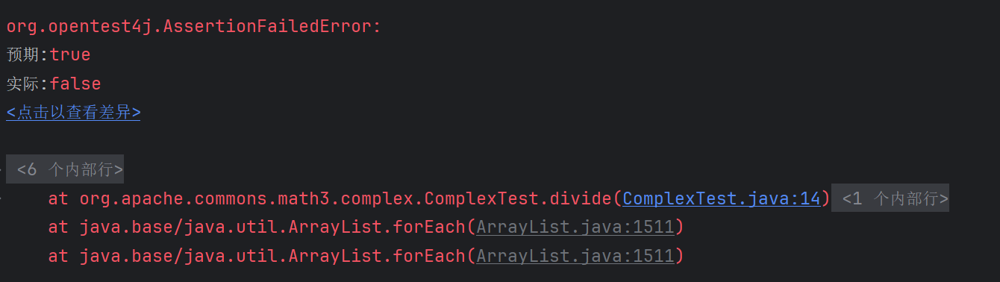 org.opentest4j.AssertionFailedError:
预期:true
实际:false
<点击以查看差异>
<6 个内部行>
at org.apache.commons.math3.complex.ComplexTest.divide(ComplexTest.java:14) <1 个内部行>
at java.base/java.util.ArrayList.forEach(ArrayList.java:1511)
at java.base/java.util.ArrayList.forEach(ArrayList.java:1511)